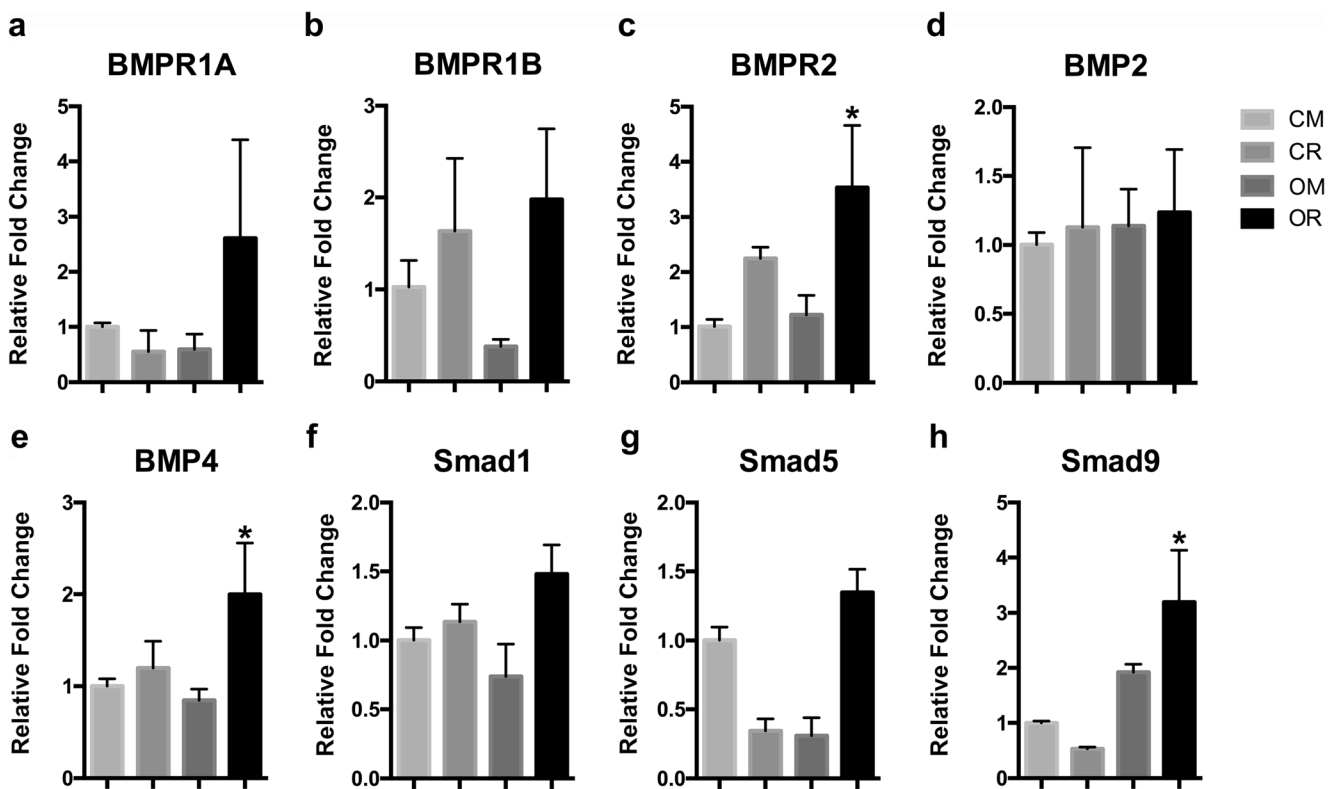 a
BMPR1A
Relative Fold Change
5
4
3
2
1
0
b
BMPR1B
Relative Fold Change
3
2
1
0
c
BMPR2
Relative Fold Change
5
4
3
2
1
0
*
d
BMP2
Relative Fold Change
2.0
1.5
1.0
0.5
0.0
CM
CR
OM
OR
e
BMP4
Relative Fold Change
3
2
1
0
*
f
Smad1
Relative Fold Change
2.0
1.5
1.0
0.5
0.0
g
Smad5
Relative Fold Change
2.0
1.5
1.0
0.5
0.0
h
Smad9
Relative Fold Change
5
4
3
2
1
0
*